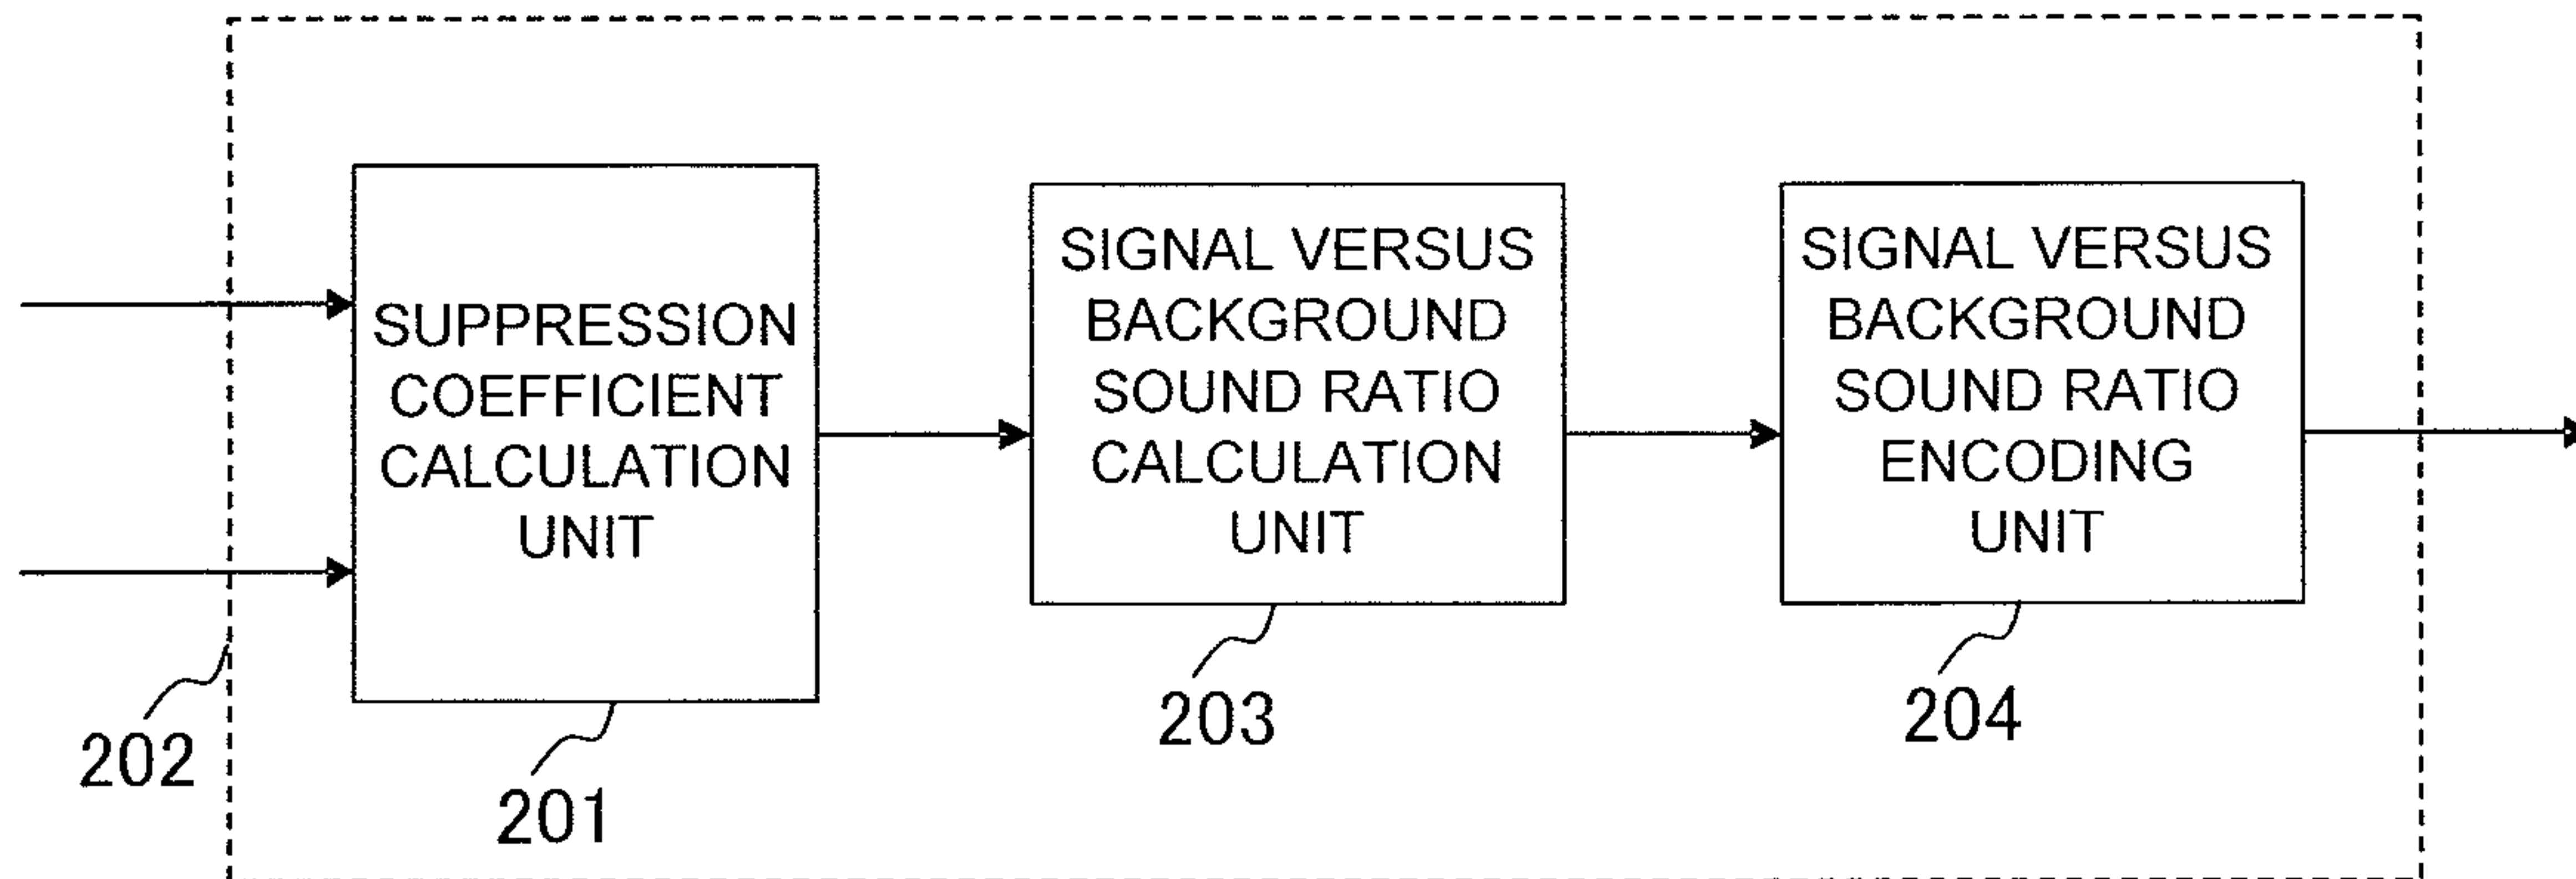 SUPPRESSION
COEFFICIENT
CALCULATION
UNIT
SIGNAL VERSUS
BACKGROUND
SOUND RATIO
CALCULATION
UNIT
SIGNAL VERSUS
BACKGROUND
SOUND RATIO
ENCODING
UNIT
202
201
203
204